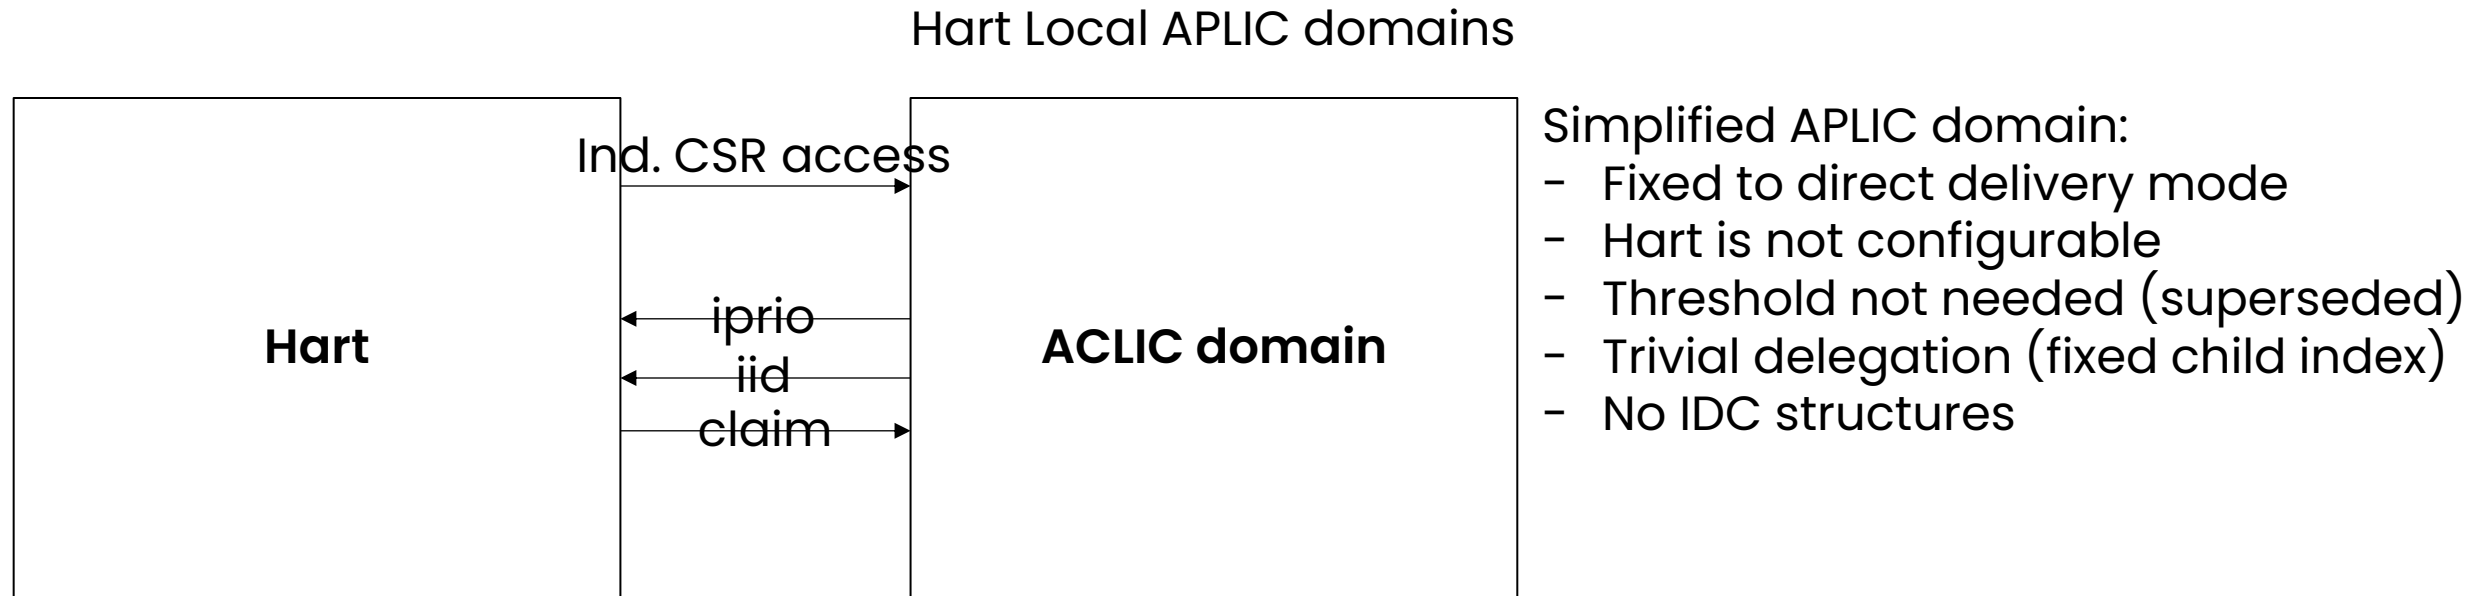 Hart Local APLIC domains
Ind. CSR access
iprio
iid
claim
Hart
ACLIC domain
Simplified APLIC domain:
- Fixed to direct delivery mode
- Hart is not configurable
- Threshold not needed (superseded)
- Trivial delegation (fixed child index)
- No IDC structures